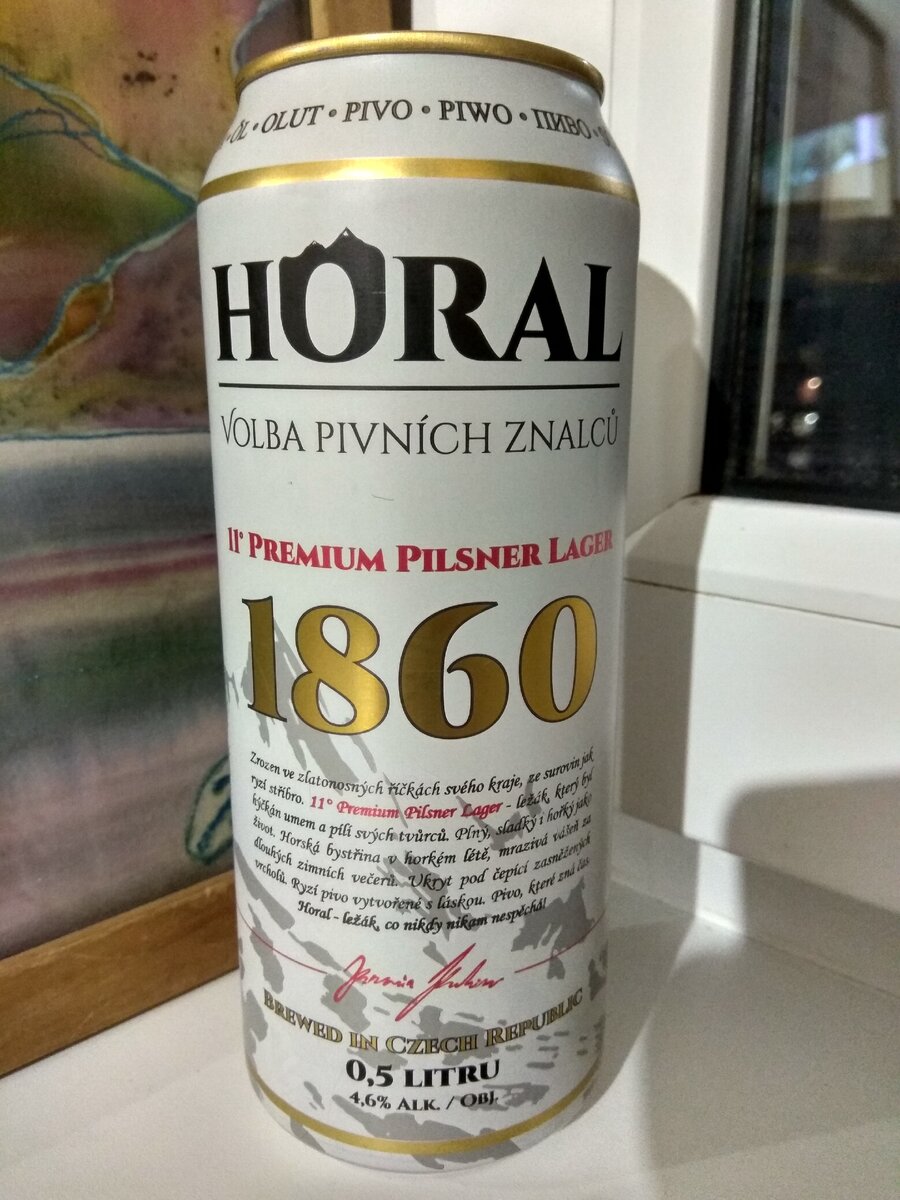 ÖL • OLUT • PIVO • PIWO • ПИВО •
HORAL
VOLBA PIVNÍCH ZNALCŮ
11° PREMIUM PILSNER LAGER
1860
Zrozen ve zlatonosných říčkách svého kraje, ze surovin jak
ryzí stříbro. 11° Premium Pilsner Lager - ležák, který byl
hýčkán umem a pílí svých tvůrců. Plný, sladký i hořký jako
život. Horská bystřina v horkém létě, mrazivá vášeň za
dlouhých zimních večerů. Ukryt pod čepicí zasněžených
vrcholů. Ryzí pivo vytvořené s láskou. Pivo, které zná čas.
Horal - ležák, co nikdy nikam nespěchá!
BREWED IN CZECH REPUBLIC
0,5 LITRU
4,6% ALK. / OBJ.